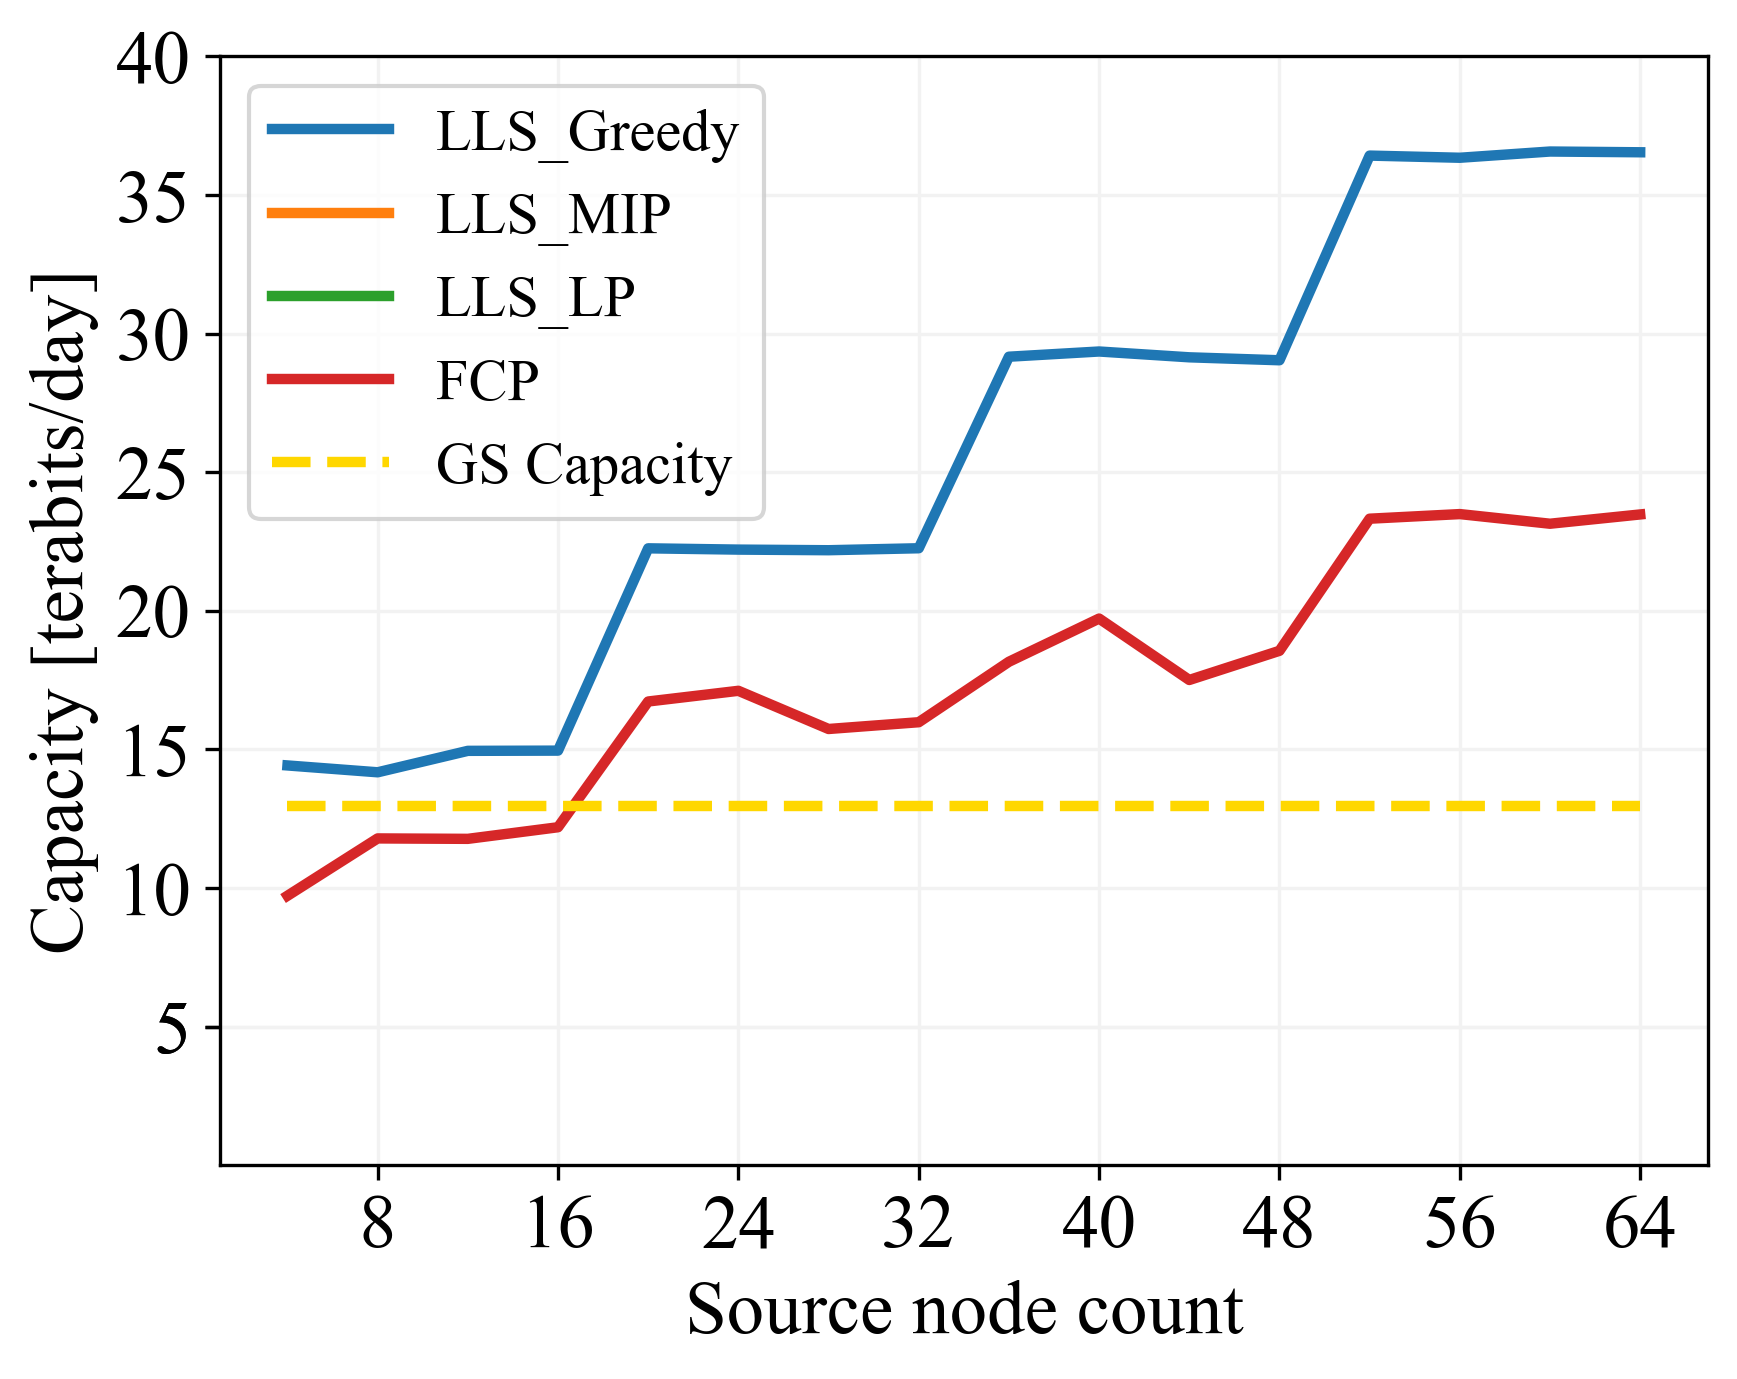 40
35
30
25
20
15
10
5
Capacity [terabits/day]
LLS_Greedy
LLS_MIP
LLS_LP
FCP
GS Capacity
8 16 24 32 40 48 56 64
Source node count